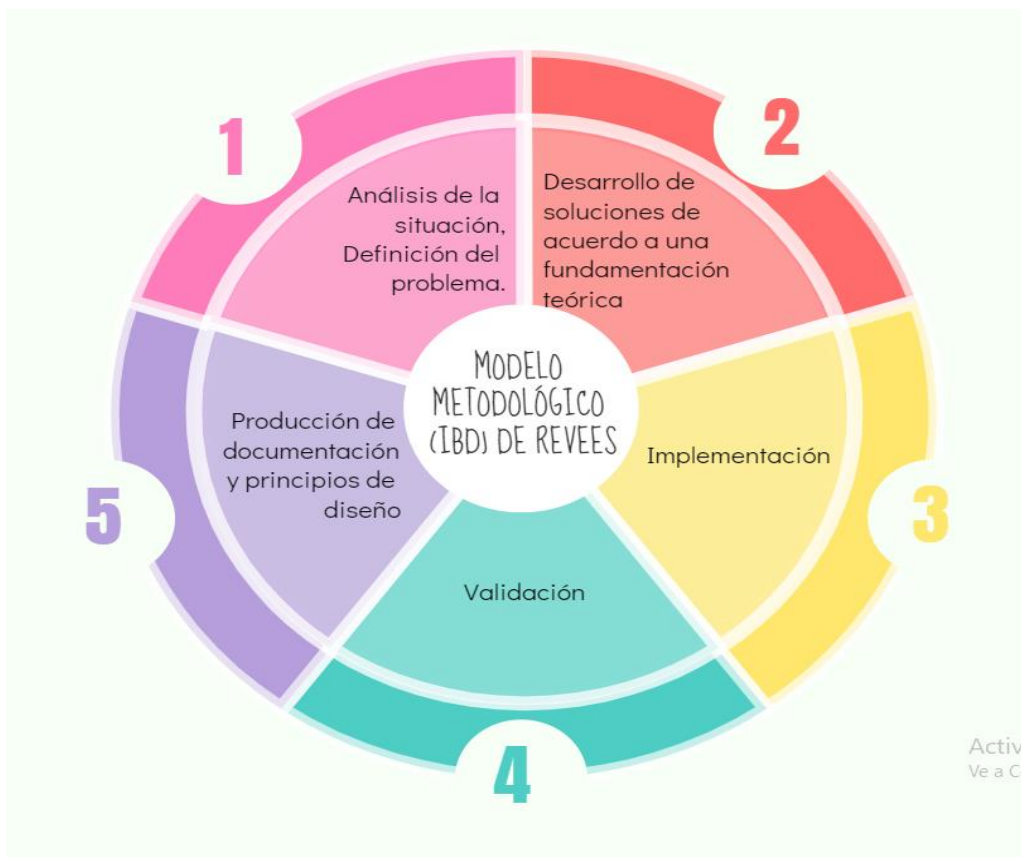 1
Análisis de la
situación,
Definición del
problema.
2
Desarrollo de
soluciones de
acuerdo a una
fundamentación
teórica
MODELO
METODOLÓGICO
(IBD) DE REVEES
Implementación
3
Validación
4
Producción de
documentación
y principios de
diseño
5
Activ
Ve a C